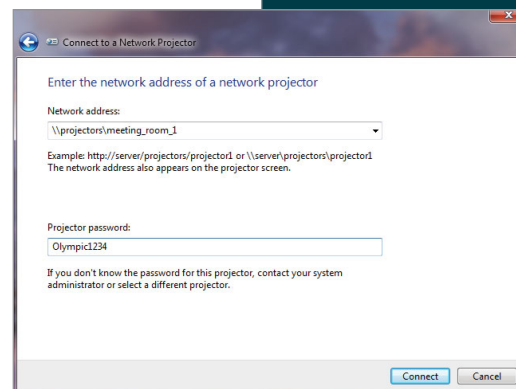 Connect to a Network Projector
Enter the network address of a network projector
Network address:
\\projectors\meeting_room_1
Example: http://server/projectors/projector1 or \\server\projectors\projector1
The network address also appears on the projector screen.
Projector password:
Olympic1234
If you don't know the password for this projector, contact your system
administrator or select a different projector.
Connect Cancel